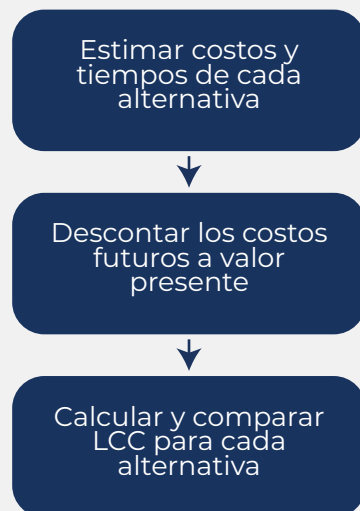 Estimar costos y
tiempos de cada
alternativa
Descontar los costos
futuros a valor
presente
Calcular y comparar
LCC para cada
alternativa